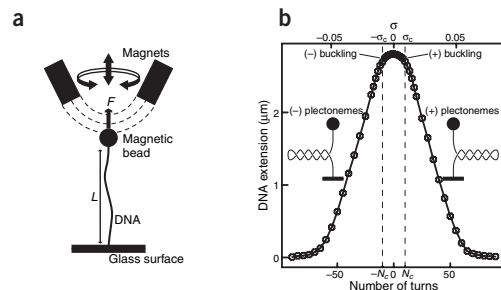 a
Magnets
F
Magnetic
bead
L
DNA
Glass surface
b
σ
–0.05 –σc 0 σc 0.05
(–) buckling (+) buckling
(–) plectonemes (+) plectonemes
DNA extension (μm)
2
1
0
–50 –Nc 0 Nc 50
Number of turns